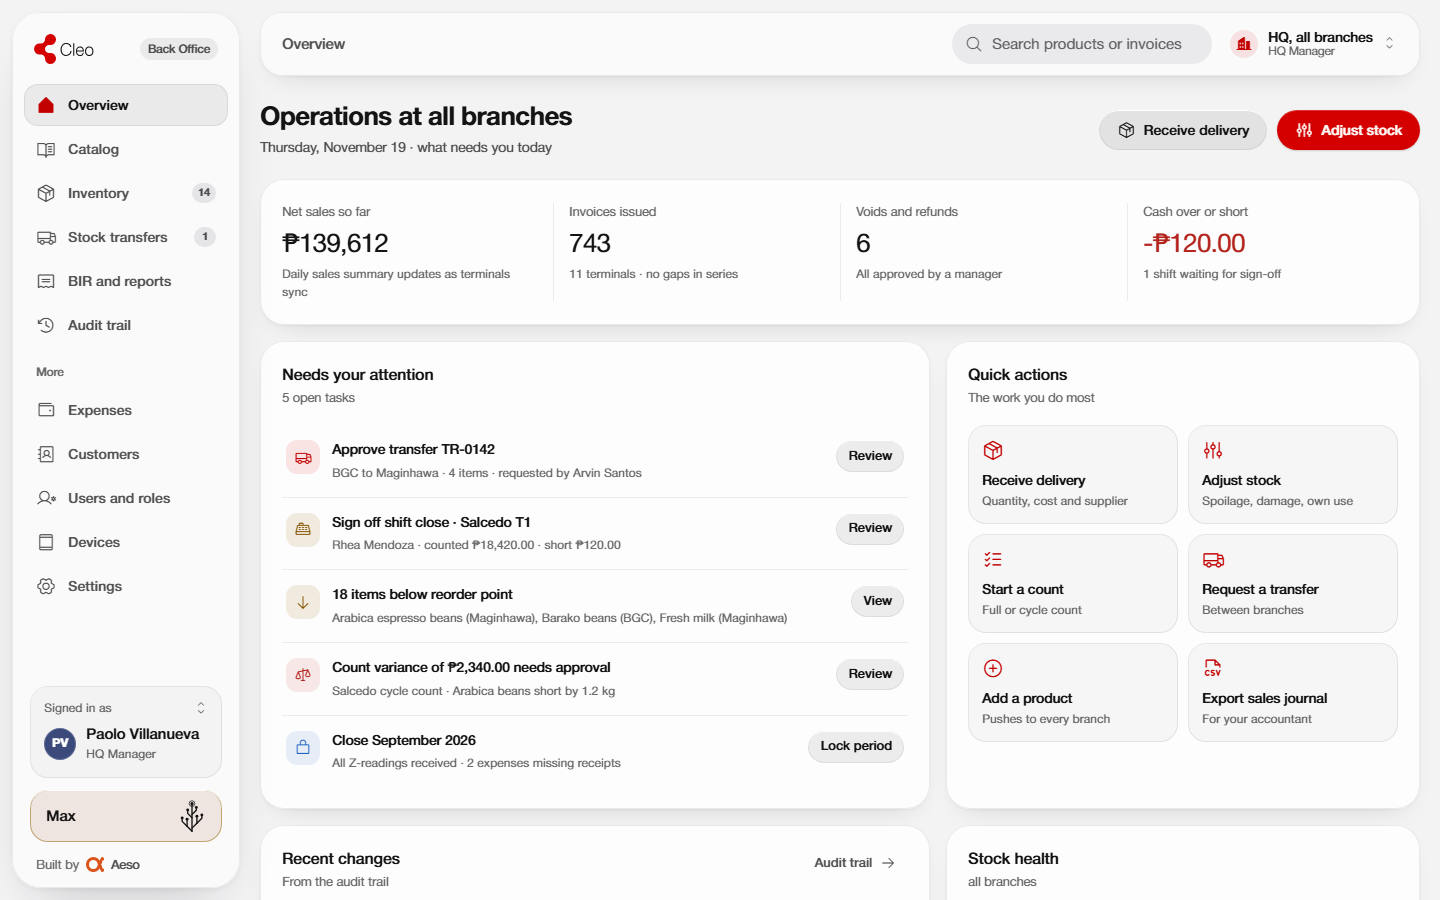 Cleo
Back Office
Overview
Catalog
Inventory 14
Stock transfers 1
BIR and reports
Audit trail
More
Expenses
Customers
Users and roles
Devices
Settings
Signed in as
PV
Paolo Villanueva
HQ Manager
Max
Built by Aeso
Overview
Search products or invoices
HQ, all branches
HQ Manager
Operations at all branches
Thursday, November 19 · what needs you today
Receive delivery
Adjust stock
Net sales so far
₱139,612
Daily sales summary updates as terminals
sync
Invoices issued
743
11 terminals · no gaps in series
Voids and refunds
6
All approved by a manager
Cash over or short
-₱120.00
1 shift waiting for sign-off
Needs your attention
5 open tasks
Approve transfer TR-0142
BGC to Maginhawa · 4 items · requested by Arvin Santos
Review
Sign off shift close · Salcedo T1
Rhea Mendoza · counted ₱18,420.00 · short ₱120.00
Review
18 items below reorder point
Arabica espresso beans (Maginhawa), Barako beans (BGC), Fresh milk (Maginhawa)
View
Count variance of ₱2,340.00 needs approval
Salcedo cycle count · Arabica beans short by 1.2 kg
Review
Close September 2026
All Z-readings received · 2 expenses missing receipts
Lock period
Quick actions
The work you do most
Receive delivery
Quantity, cost and supplier
Adjust stock
Spoilage, damage, own use
Start a count
Full or cycle count
Request a transfer
Between branches
Add a product
Pushes to every branch
CSV
Export sales journal
For your accountant
Recent changes
From the audit trail
Audit trail
Stock health
all branches